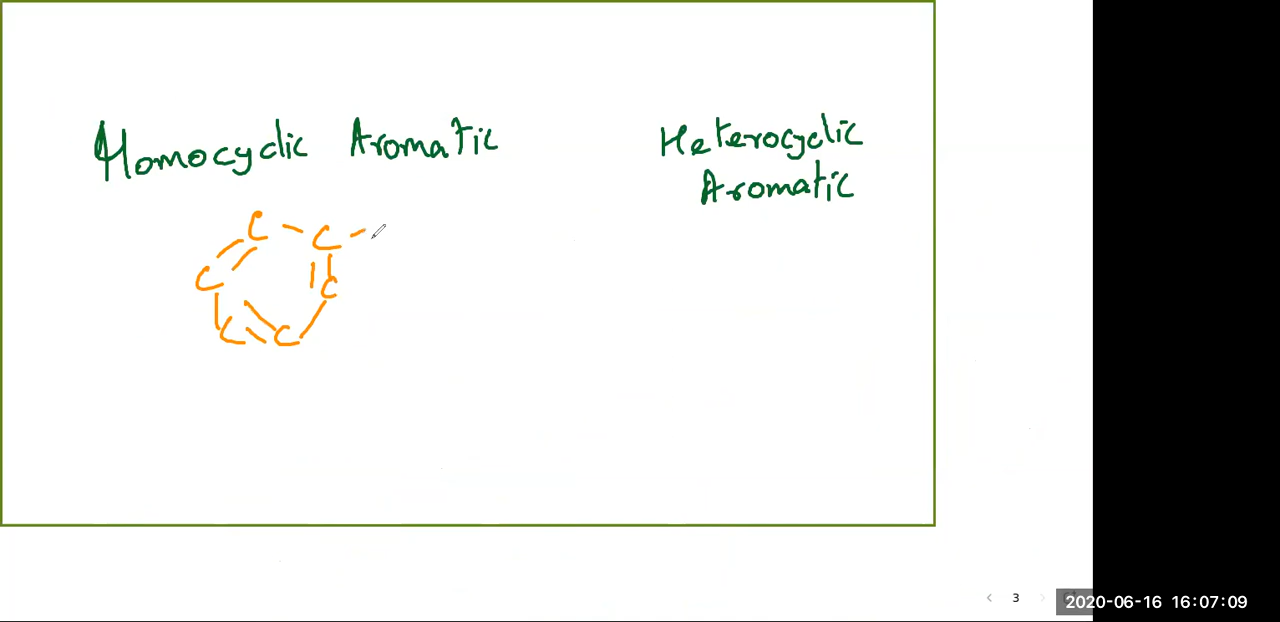 Homocyclic Aromatic
Heterocyclic
Aromatic
C - C -
C
C
C C
3
2020-06-16 16:07:09